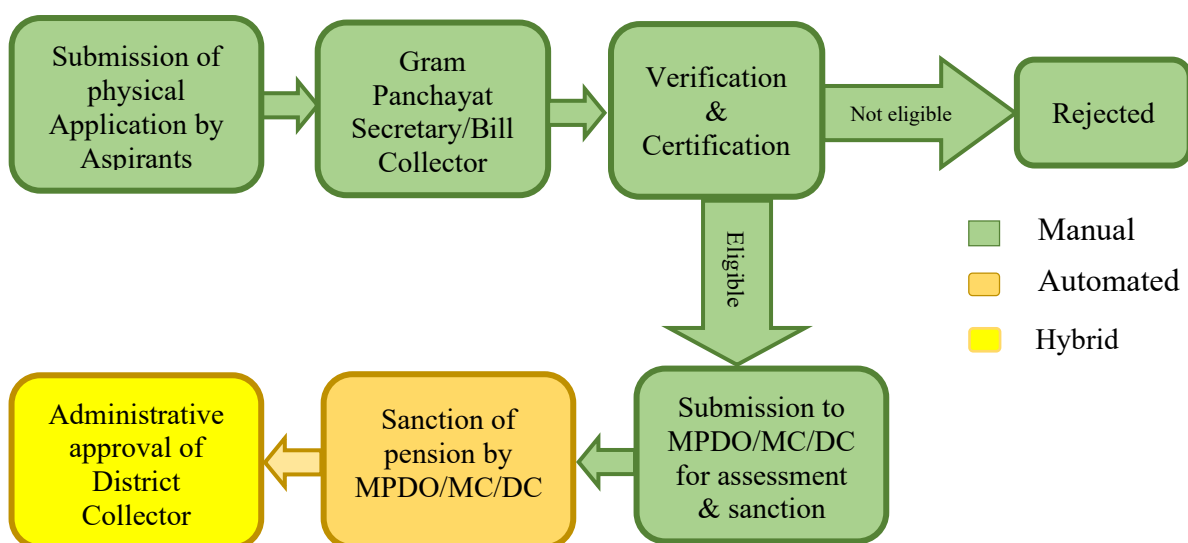 Submission of
physical
Application by
Aspirants
Gram
Panchayat
Secretary/Bill
Collector
Verification
&
Certification
Not eligible
Rejected
Eligible
Manual
Automated
Hybrid
Administrative
approval of
District
Collector
Sanction of
pension by
MPDO/MC/DC
Submission to
MPDO/MC/DC
for assessment
& sanction